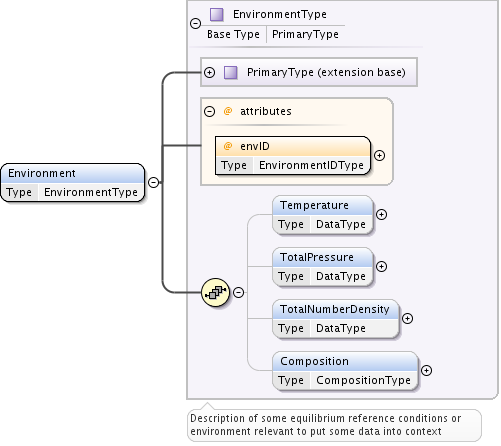 EnvironmentType
Base Type PrimaryType
PrimaryType (extension base)
@ attributes
@ envID
Type EnvironmentIDType
Environment
Type EnvironmentType
Temperature
Type DataType
TotalPressure
Type DataType
TotalNumberDensity
Type DataType
Composition
Type CompositionType
Description of some equilibrium reference conditions or
environment relevant to put some data into context